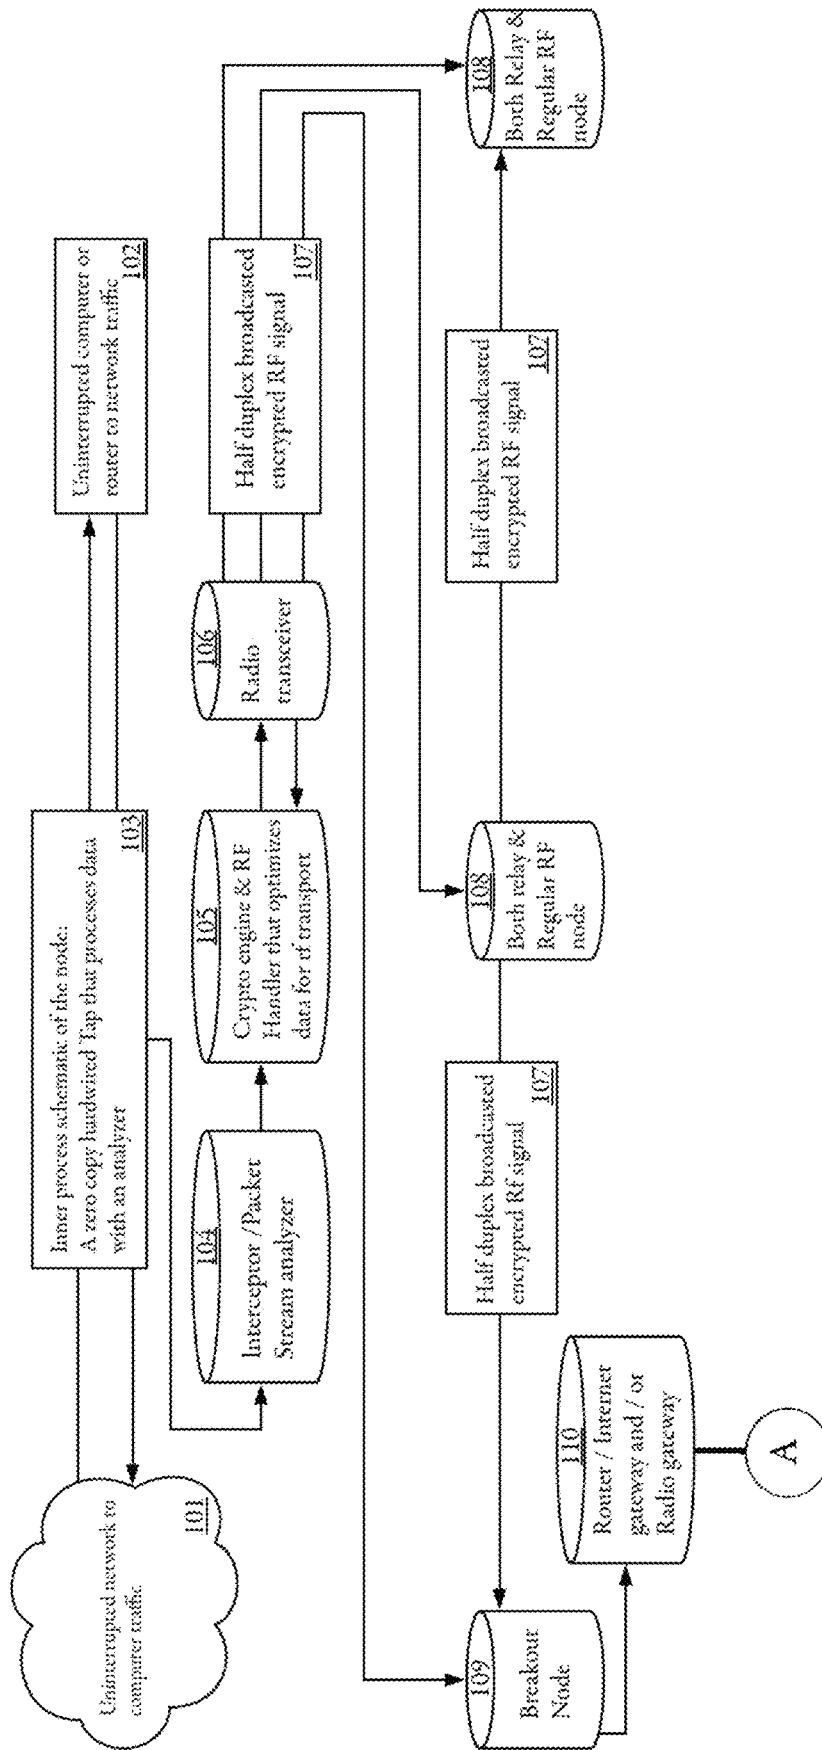 Uninterrupted network to
computer traffic
101
Inner process schematic of the node:
A zero copy hardwired Tap that processes data
with an analyzer
103
Uninterrupted computer or
router to network traffic
102
104
Interceptor /Packet
Stream analyzer
105
Crypto engine & RF
Handler that optimizes
data for rf transport
106
Radio
transceiver
Half duplex broadcasted
encrypted RF signal
107
109
Breakout
Node
Half duplex broadcasted
encrypted Rf signal
107
108
Both relay &
Regular RF
node
Half duplex broadcasted
encrypted RF signal
107
108
Both Relay &
Regular RF
node
110
Router / Internet
gateway and / or
Radio gateway
A